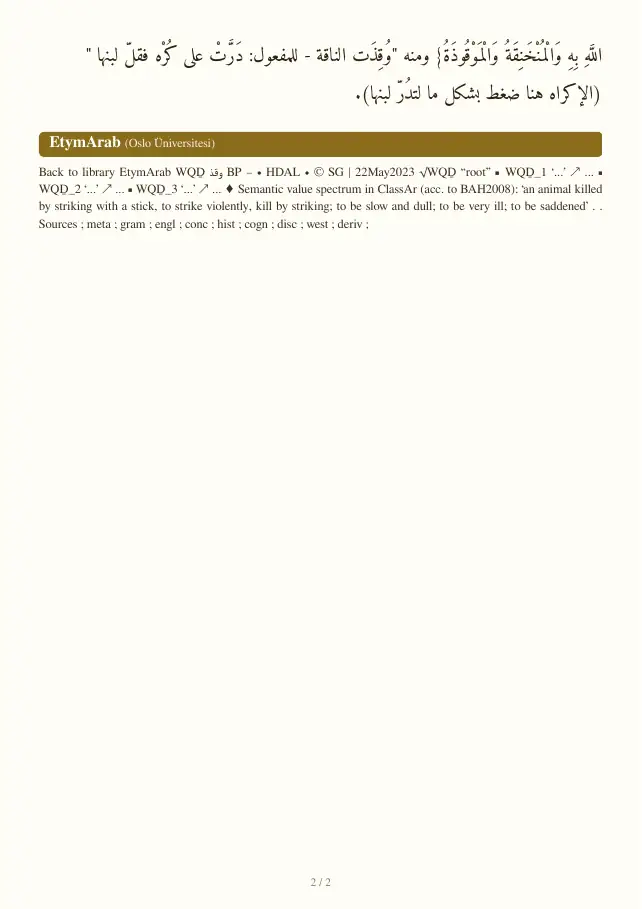 اللَّهِ بِهِ وَالْمُنْخَنِقَةُ وَالْمَوْقُوذَةُ} ومنه "وُقِذَت الناقة - للمفعول: دَرَّتْ على كُرْه فقلّ لبنها "
(الإكراه هنا ضغط بشكل ما لتدُرّ لبنها).
EtymArab (Oslo Üniversitesi)
Back to library EtymArab WQḎ وقذ BP – • HDAL • © SG | 22May2023 √WQḎ “root” ▪ WQḎ_1 ‘...’ ↗ ... ▪
WQḎ_2 ‘...’ ↗ ... ▪ WQḎ_3 ‘...’ ↗ ... ♦ Semantic value spectrum in ClassAr (acc. to BAH2008): ‘an animal killed
by striking with a stick, to strike violently, kill by striking; to be slow and dull; to be very ill; to be saddened’ . .
Sources ; meta ; gram ; engl ; conc ; hist ; cogn ; disc ; west ; deriv ;
2 / 2